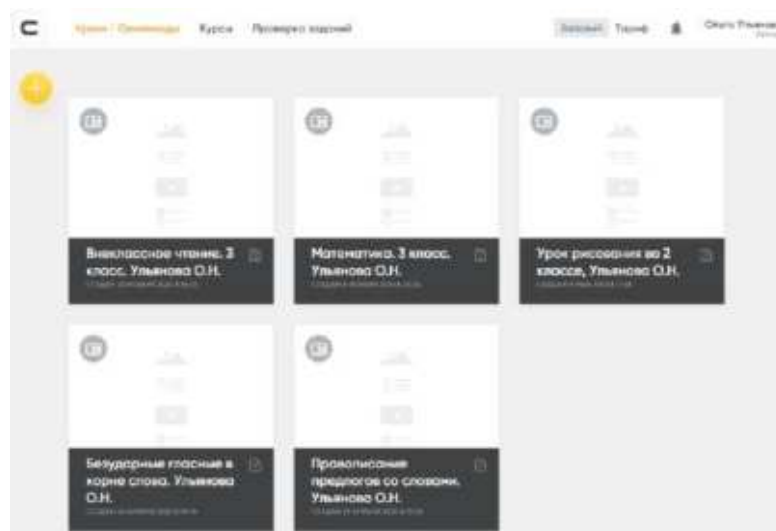 Уроки / Олимпиады Курсы Проверка заданий Базовый Тариф
Внеклассное чтение. 3
класс. Ульянова О.Н.
Математика. 3 класс.
Ульянова О.Н.
Урок рисования во 2
классе, Ульянова О.Н.
Безударные гласные в
корне слова. Ульянова
О.Н.
Правописание
предлогов со словами.
Ульянова О.Н.